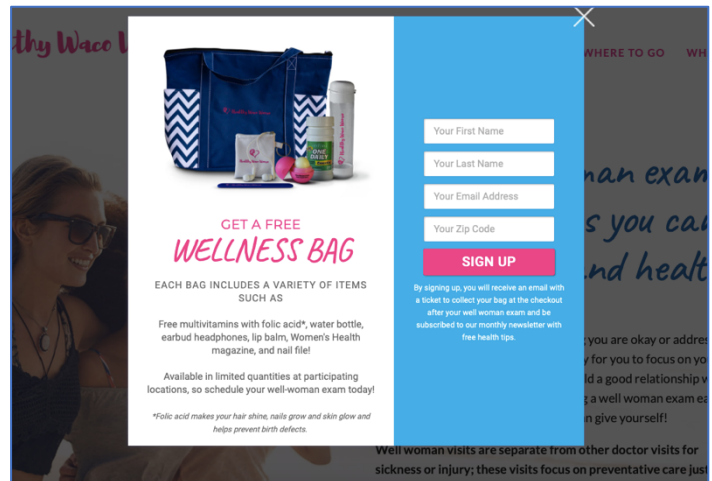 thy Waco
WHERE TO GO WH
Healthy Waco Woman
ONE
DAILY
GET A FREE
WELLNESS BAG
EACH BAG INCLUDES A VARIETY OF ITEMS
SUCH AS
Free multivitamins with folic acid*, water bottle,
earbud headphones, lip balm, Women's Health
magazine, and nail file!
Available in limited quantities at participating
locations, so schedule your well-woman exam today!
*Folic acid makes your hair shine, nails grow and skin glow and
helps prevent birth defects.
Your First Name
Your Last Name
Your Email Address
Your Zip Code
SIGN UP
By signing up, you will receive an email with
a ticket to collect your bag at the checkout
after your well woman exam and be
subscribed to our monthly newsletter with
free health tips.
man exam
s you ca
nd healt
you are okay or addres
y for you to focus on yo
ld a good relationship w
g a well woman exam ea
n give yourself!
Well woman visits are separate from other doctor visits for
sickness or injury; these visits focus on preventative care just